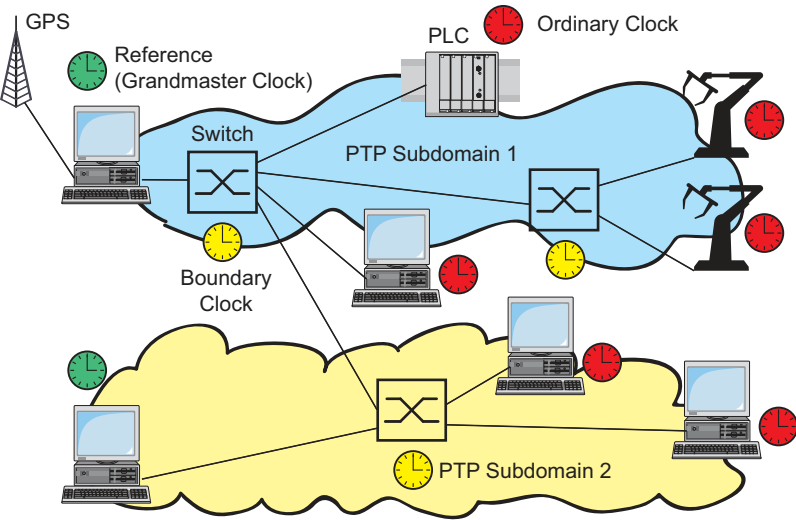 GPS
Reference
(Grandmaster Clock)
PLC
Ordinary Clock
Switch
PTP Subdomain 1
Boundary
Clock
PTP Subdomain 2